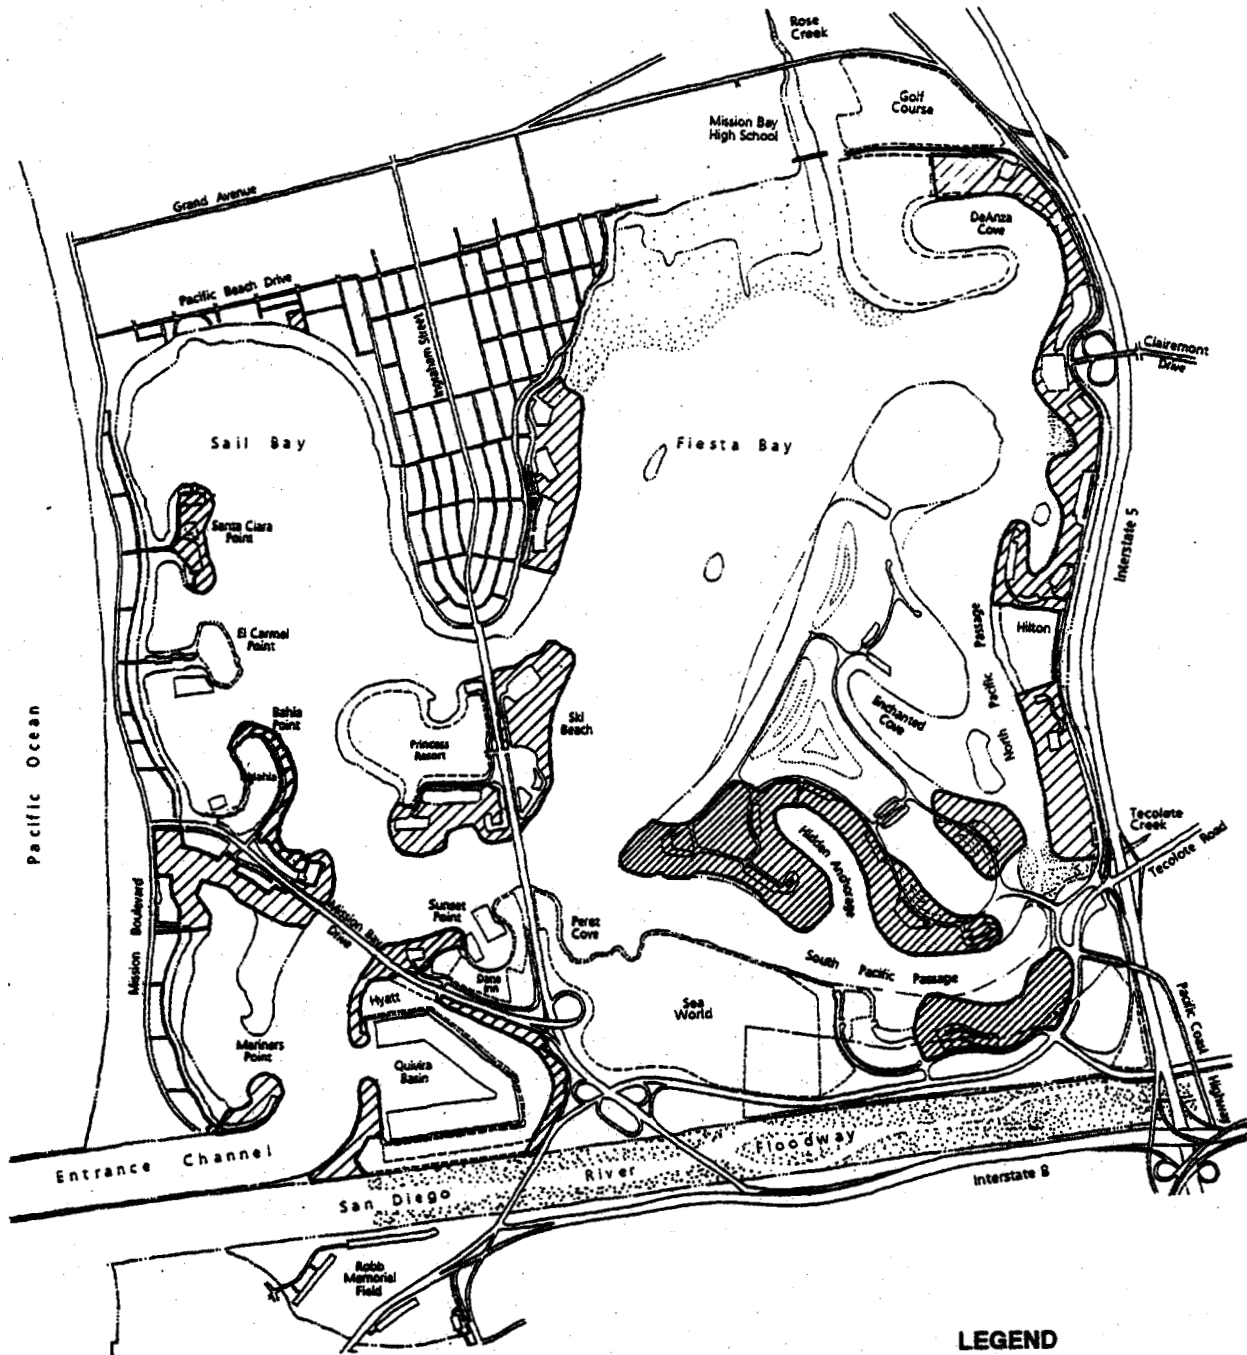 Rose
Creek
Golf
Course
Mission Bay
High School
Grand Avenue
DeAnza
Cove
Pacific Beach Drive
Ingraham Street
Clairemont
Drive
Sail Bay
Fiesta Bay
Santa Clara
Point
Interstate 5
El Carmel
Point
Hilton
North Pacific Passage
Bahia
Point
Bahia
Enchanted
Cove
Ski
Beach
Princess
Resort
Pacific Ocean
Tecolote
Creek
Tecolote Road
Hidden Anchorage
Mission Boulevard
Mission Bay
Drive
Sunset
Point
Perez
Cove
South Pacific Passage
Dana
Inn
Hyatt
Sea
World
Pacific Coast Highway
Mariners
Point
Quivira
Basin
Entrance Channel
San Diego River Floodway
Interstate 8
Robb
Memorial
Field
LEGEND